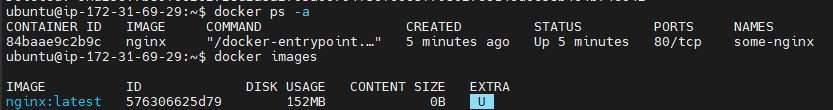 ubuntu@ip-172-31-69-29:~$ docker ps -a
CONTAINER ID   IMAGE   COMMAND   CREATED   STATUS   PORTS   NAMES
84baae9c2b9c   nginx   "/docker-entrypoint.…"   5 minutes ago   Up 5 minutes   80/tcp   some-nginx
ubuntu@ip-172-31-69-29:~$ docker images
IMAGE   ID   DISK USAGE   CONTENT SIZE   EXTRA
nginx:latest   576306625d79   152MB   0B   U